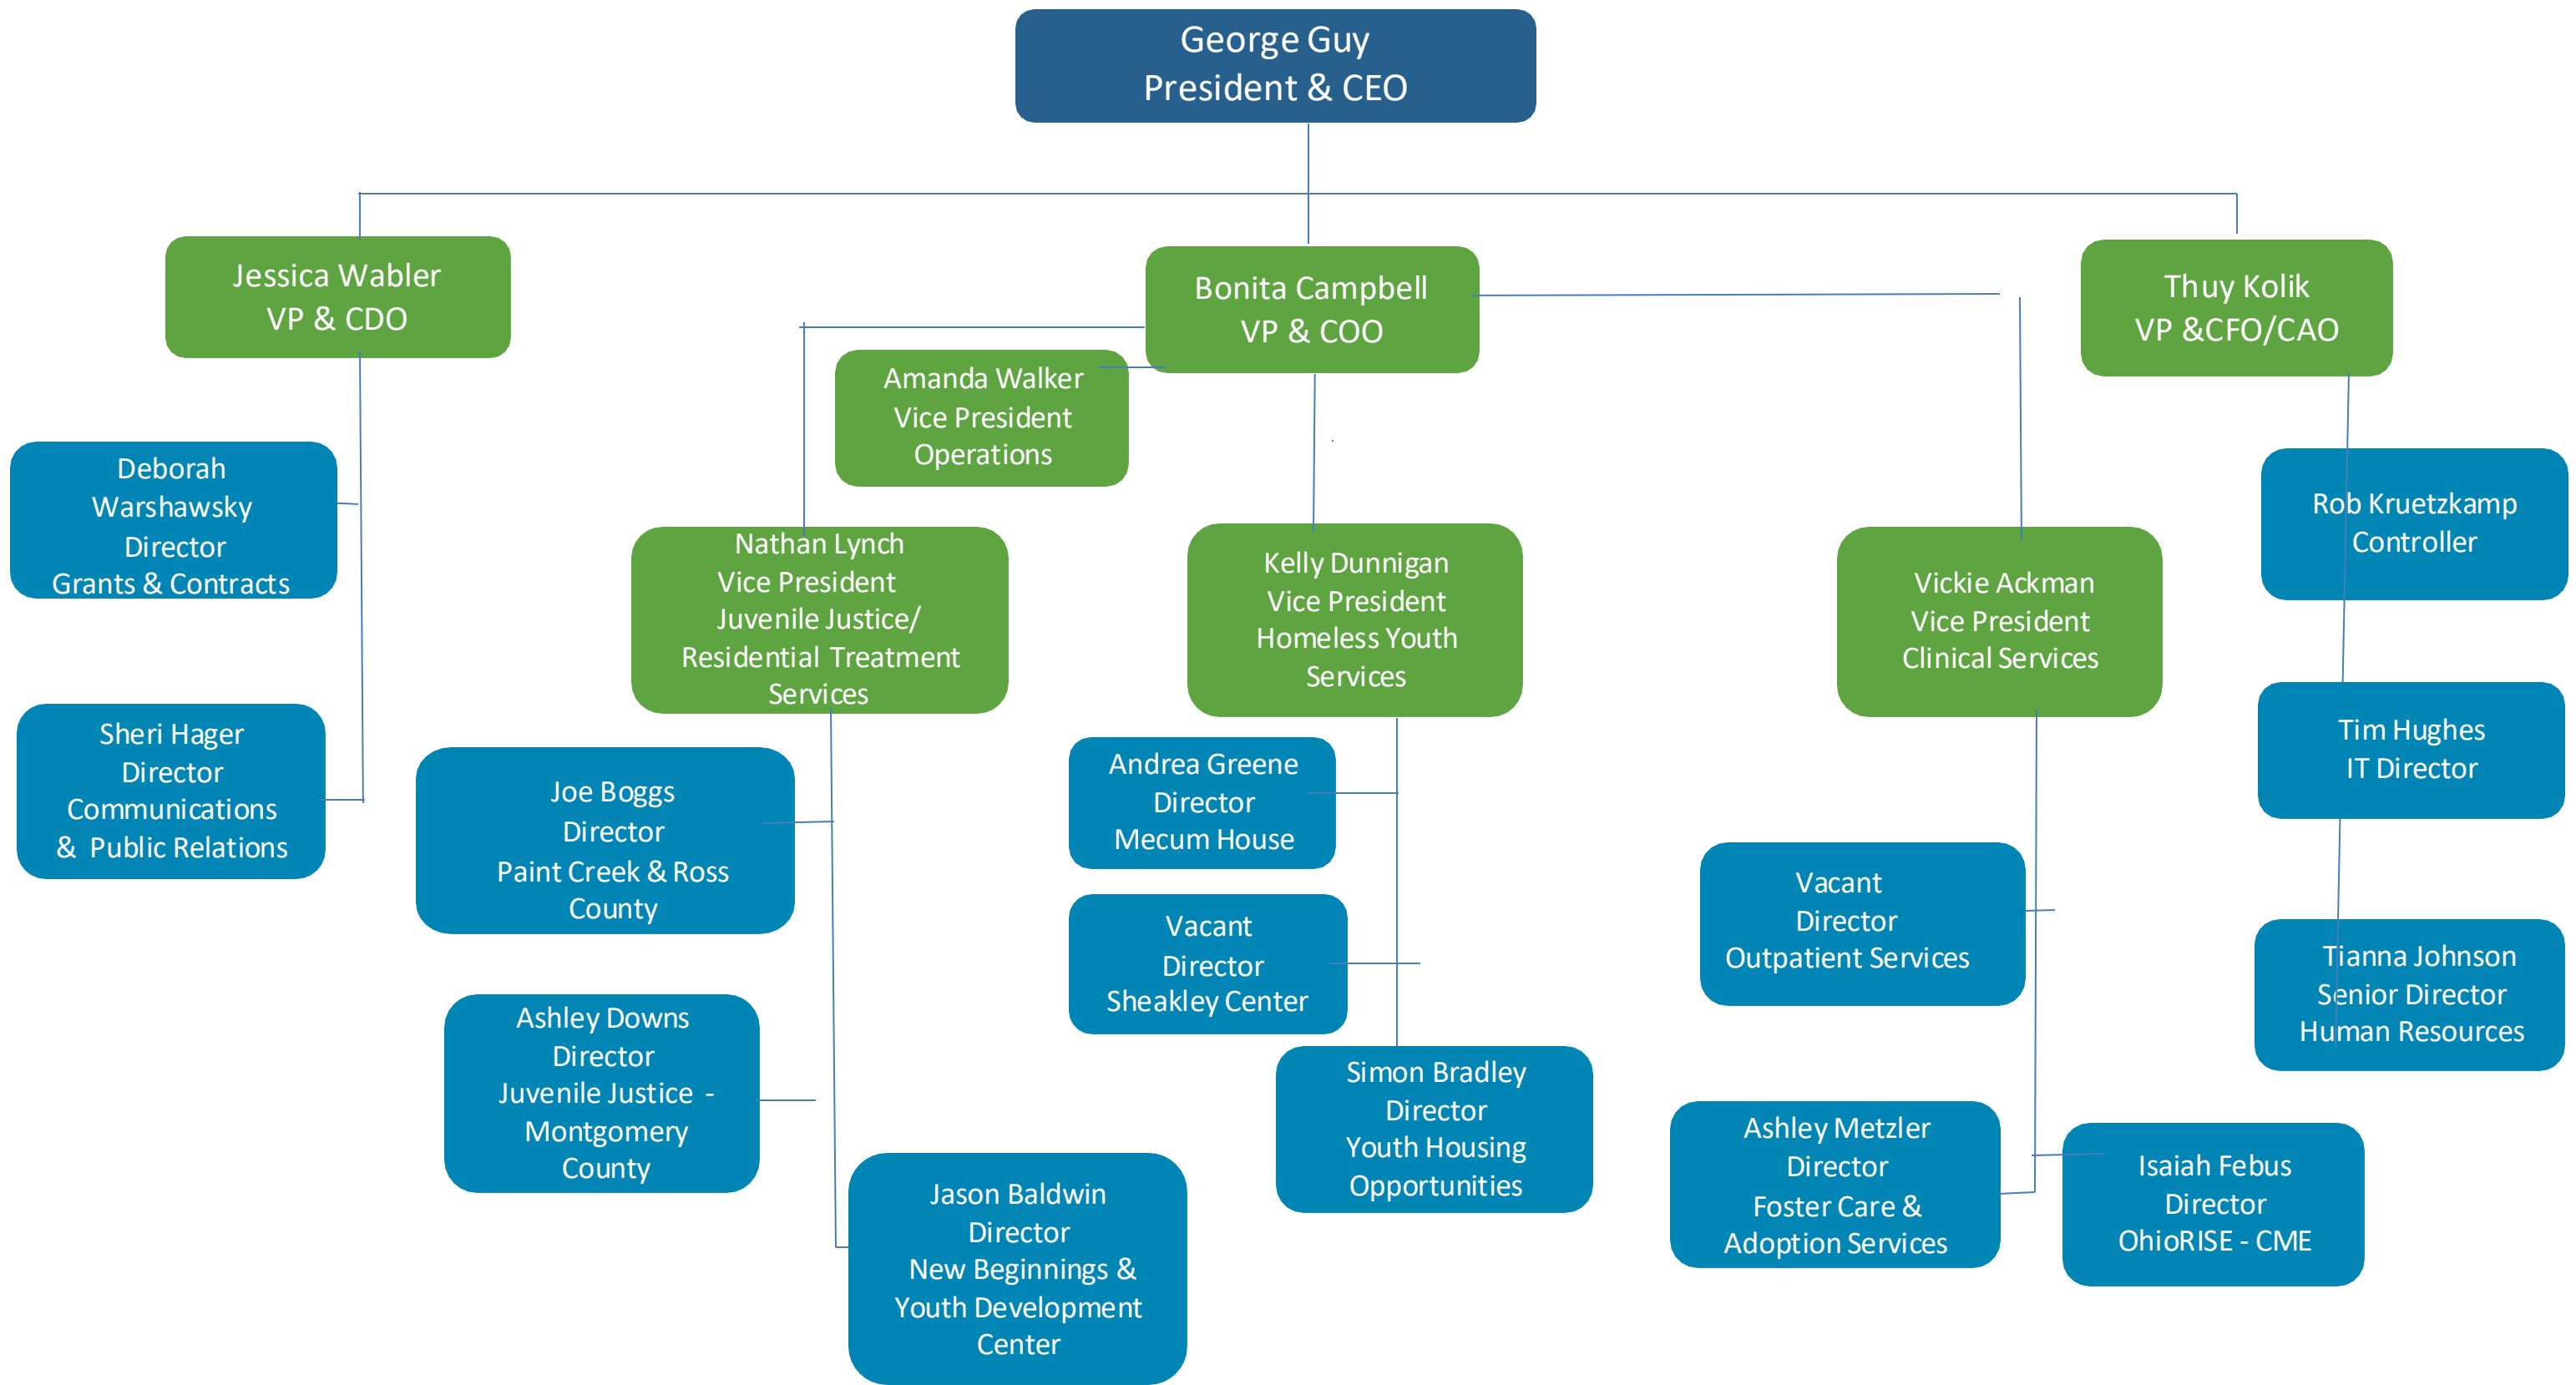 George Guy
President & CEO
Jessica Wabler
VP & CDO
Bonita Campbell
VP & COO
Thuy Kolik
VP &CFO/CAO
Amanda Walker
Vice President
Operations
Deborah
Warshawsky
Director
Grants & Contracts
Sheri Hager
Director
Communications
& Public Relations
Nathan Lynch
Vice President
Juvenile Justice/
Residential Treatment
Services
Kelly Dunnigan
Vice President
Homeless Youth
Services
Vickie Ackman
Vice President
Clinical Services
Rob Kruetzkamp
Controller
Tim Hughes
IT Director
Tianna Johnson
Senior Director
Human Resources
Joe Boggs
Director
Paint Creek & Ross
County
Ashley Downs
Director
Juvenile Justice -
Montgomery
County
Jason Baldwin
Director
New Beginnings &
Youth Development
Center
Andrea Greene
Director
Mecum House
Vacant
Director
Sheakley Center
Simon Bradley
Director
Youth Housing
Opportunities
Vacant
Director
Outpatient Services
Ashley Metzler
Director
Foster Care &
Adoption Services
Isaiah Febus
Director
OhioRISE - CME